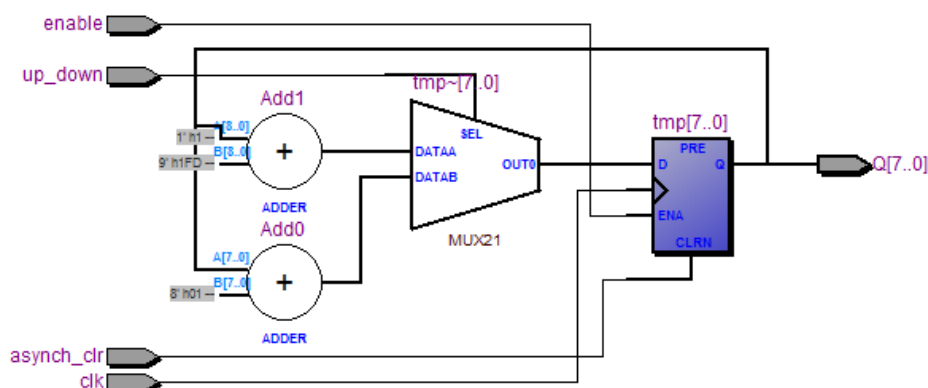 enable
up_down
tmp~[7..0]
Add1
tmp[7..0]
A[8..0]
SEL
PRE
1' h1
B[8..0]
DATAA
D
Q
Q[7..0]
9' h1FD
OUT0
DATAB
ADDER
ENA
Add0
MUX21
CLRN
A[7..0]
B[7..0]
8' h01
ADDER
asynch_clr
clk